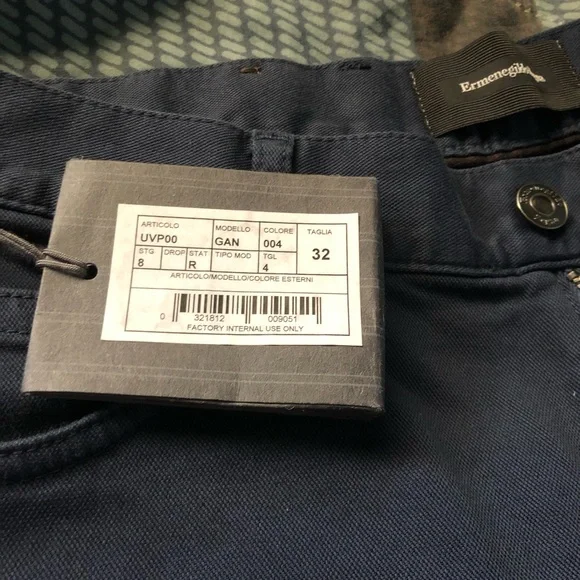 Ermenegil
ARTICOLO MODELLO COLORE TAGLIA
UVP00 GAN 004 32
STG DROP STAT TIPO MOD TGL
8 R 4
ARTICOLO/MODELLO/COLORE ESTERNI
0 321812 009051
FACTORY INTERNAL USE ONLY